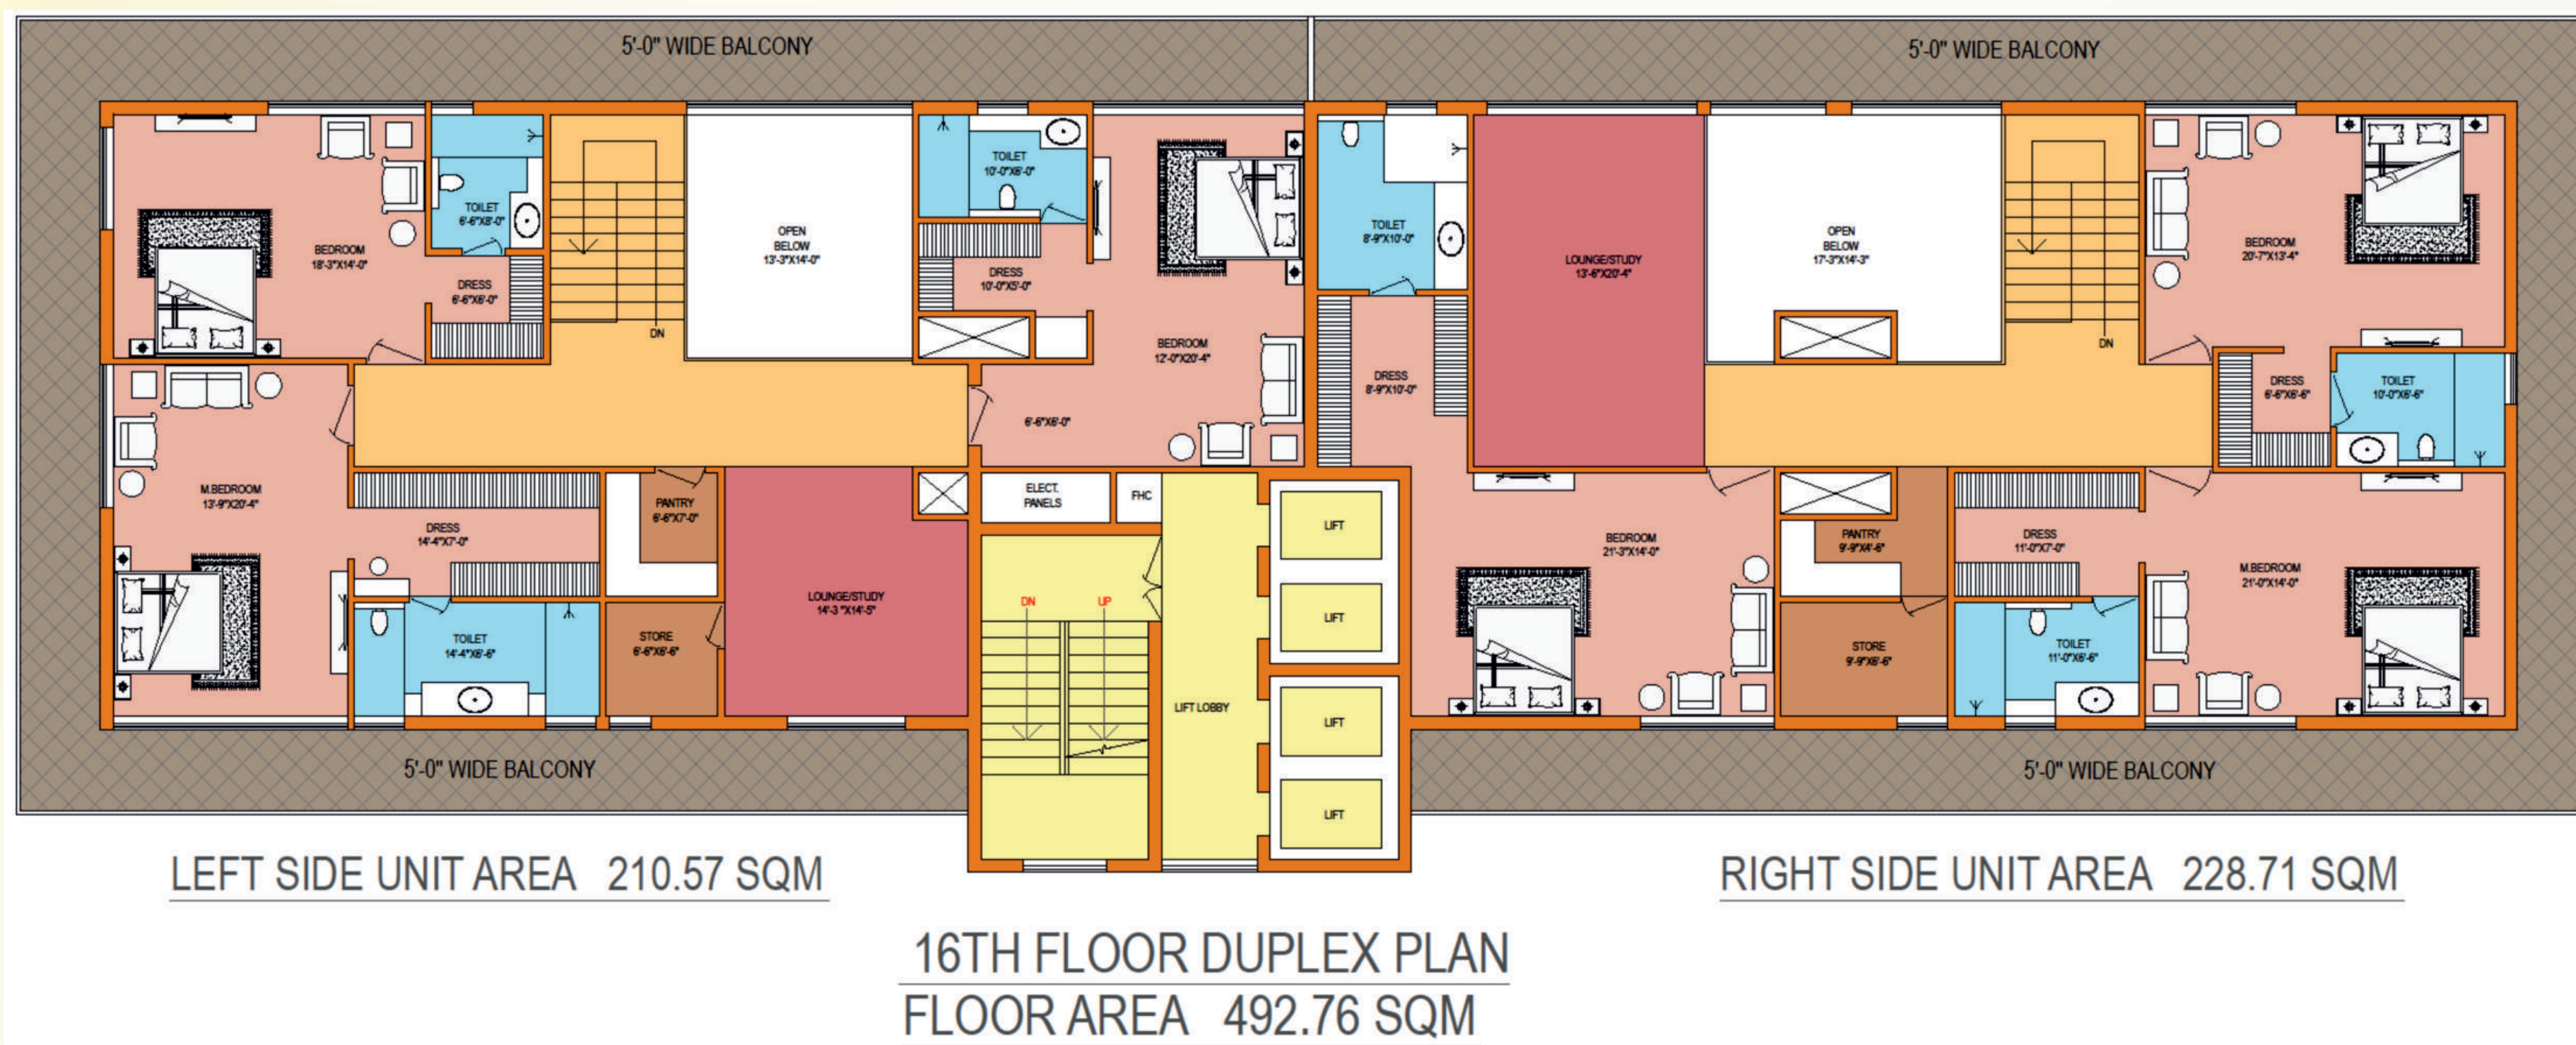 5'-0" WIDE BALCONY
5'-0" WIDE BALCONY
BEDROOM
18'-3"X14'-0"
TOILET
6'-6"X8'-0"
DRESS
6'-6"X6'-0"
DN
OPEN
BELOW
13'-3"X14'-0"
TOILET
10'-0"X6'-0"
DRESS
10'-0"X5'-0"
BEDROOM
12'-0"X20'-4"
6'-6"X6'-0"
TOILET
8'-9"X10'-0"
DRESS
8'-9"X10'-0"
LOUNGE/STUDY
13'-6"X20'-4"
OPEN
BELOW
17'-3"X14'-3"
DN
BEDROOM
20'-7"X13'-4"
DRESS
6'-6"X6'-6"
TOILET
10'-0"X6'-6"
M.BEDROOM
13'-9"X20'-4"
DRESS
14'-4"X7'-0"
TOILET
14'-4"X6'-6"
PANTRY
6'-6"X7'-0"
STORE
6'-6"X6'-6"
LOUNGE/STUDY
14'-3 "X14'-5"
ELECT.
PANELS
FHC
DN
UP
LIFT LOBBY
LIFT
LIFT
LIFT
LIFT
BEDROOM
21'-3"X14'-0"
PANTRY
9'-9"X4'-6"
STORE
9'-9"X6'-6"
DRESS
11'-0"X7'-0"
TOILET
11'-0"X6'-6"
M.BEDROOM
21'-0"X14'-0"
5'-0" WIDE BALCONY
5'-0" WIDE BALCONY
LEFT SIDE UNIT AREA 210.57 SQM
RIGHT SIDE UNIT AREA 228.71 SQM
16TH FLOOR DUPLEX PLAN
FLOOR AREA 492.76 SQM